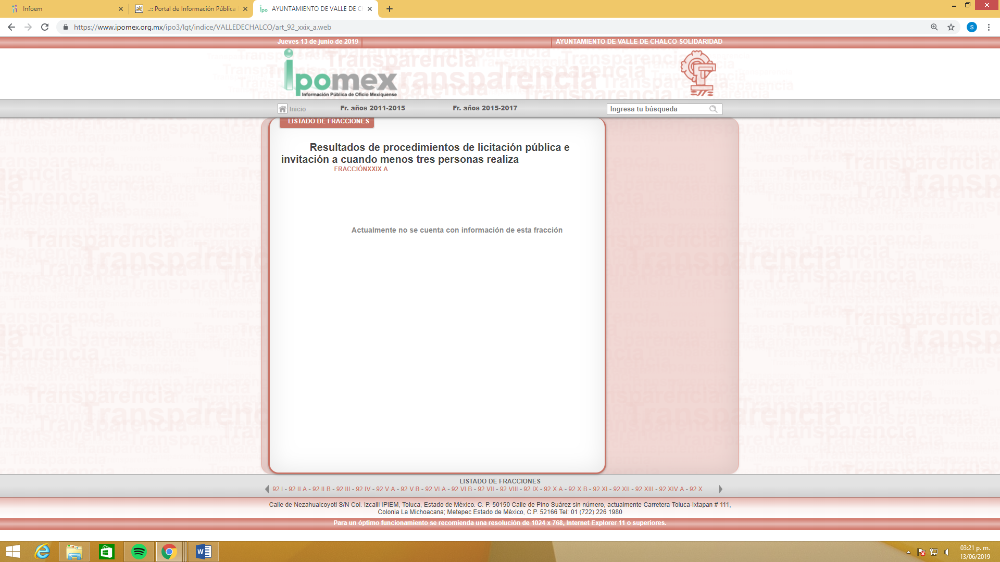 Infoem
..:: Portal de Información Pública
AYUNTAMIENTO DE VALLE DE C
https://www.ipomex.org.mx/ipo3/lgt/indice/VALLEDECHALCO/art_92_xxix_a.web
S
Jueves 13 de junio de 2019
AYUNTAMIENTO DE VALLE DE CHALCO SOLIDARIDAD
ipomex
Información Pública de Oficio Mexiquense
Transparencia
Inicio
Fr. años 2011-2015
Fr. años 2015-2017
Ingresa tu búsqueda
LISTADO DE FRACCIONES
Resultados de procedimientos de licitación pública e
invitación a cuando menos tres personas realiza
FRACCIÓNXXIX A
Actualmente no se cuenta con información de esta fracción
LISTADO DE FRACCIONES
92 I - 92 II A - 92 II B - 92 III - 92 IV - 92 V A - 92 V B - 92 VI A - 92 VI B - 92 VII - 92 VIII - 92 IX - 92 X A - 92 X B - 92 XI - 92 XII - 92 XIII - 92 XIV A - 92 X
Calle de Nezahualcoyotl S/N Col. Izcalli IPIEM, Toluca, Estado de México. C. P. 50150 Calle de Pino Suárez sin número, actualmente Carretera Toluca-Ixtapan # 111,
Colonia La Michoacana; Metepec Estado de México, C.P. 52166 Tel: 01 (722) 226 1980
Para un óptimo funcionamiento se recomienda una resolución de 1024 x 768, Internet Explorer 11 o superiores.
03:21 p. m.
13/06/2019